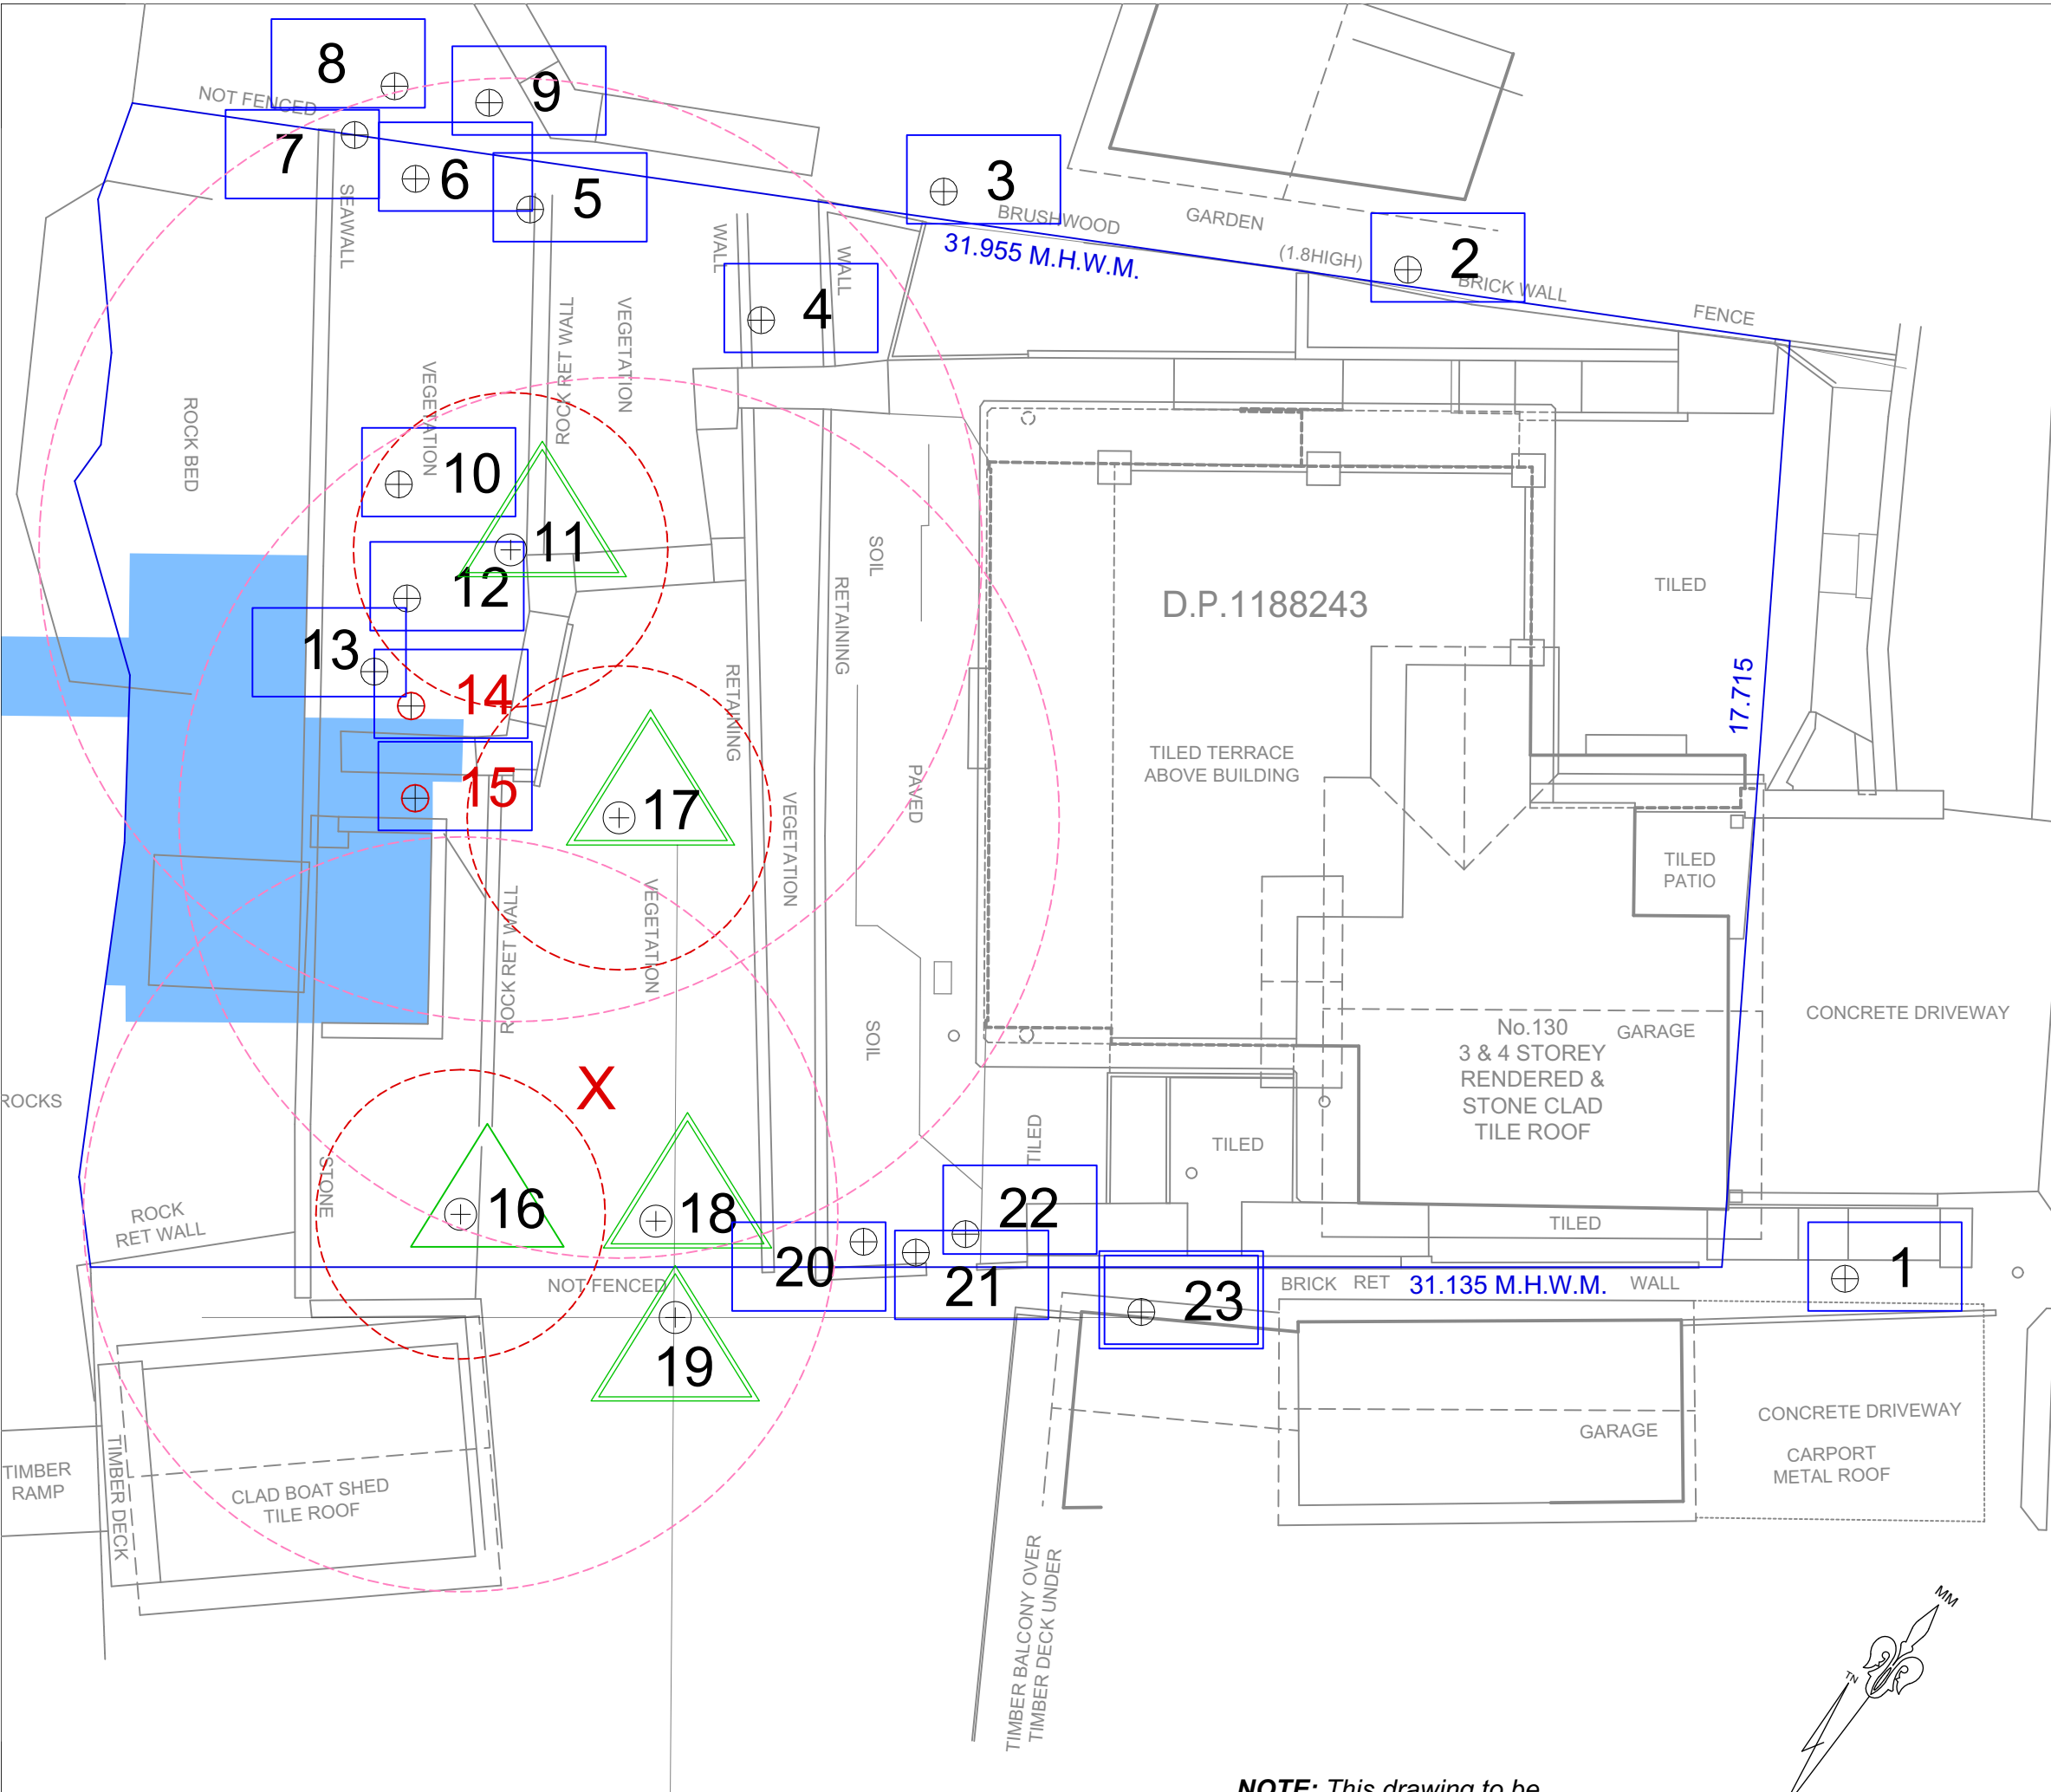 8
9
NOT FENCED
7
6
5
3
SEAWALL
BRUSHWOOD
GARDEN
31.955 M.H.W.M.
(1.8HIGH)
2
BRICK WALL
FENCE
WALL
WALL
4
ROCK RET WALL
VEGETATION
VEGETATION
ROCK BED
10
11
12
SOIL
RETAINING
D.P.1188243
TILED
13
14
RETAINING
17.715
15
17
PAVED
VEGETATION
TILED TERRACE
ABOVE BUILDING
TILED
PATIO
ROCK RET WALL
VEGETATION
SOIL
CONCRETE DRIVEWAY
No.130
3 & 4 STOREY
RENDERED &
STONE CLAD
TILE ROOF
GARAGE
ROCKS
X
TILED
TILED
STONE
16
18
22
ROCK
RET WALL
TILED
20
21
1
NOT FENCED
BRICK RET 31.135 M.H.W.M. WALL
23
19
CONCRETE DRIVEWAY
GARAGE
CARPORT
METAL ROOF
TIMBER
RAMP
TIMBER DECK
CLAD BOAT SHED
TILE ROOF
TIMBER BALCONY OVER
TIMBER DECK UNDER
MM
TN
NOTE: This drawing to be